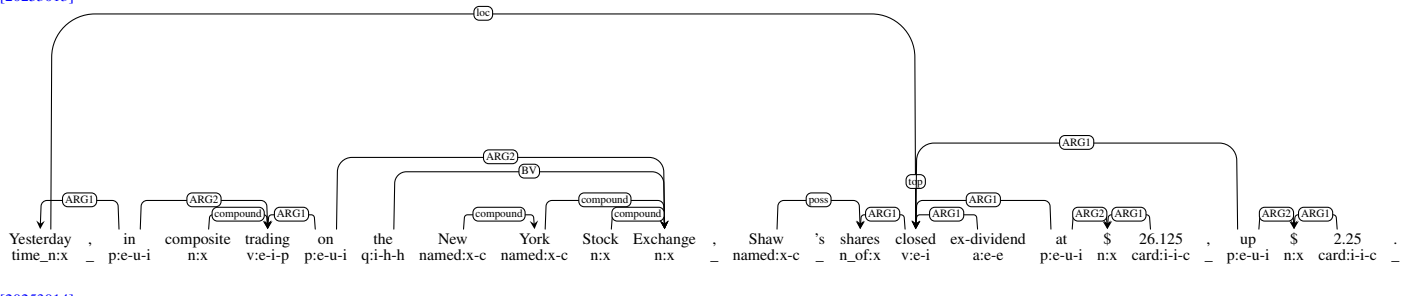 loc
ARG1
ARG2
BV
top
ARG1 ARG2 compound poss ARG1
compound ARG1 compound compound ARG1 ARG1 ARG2 ARG1 ARG2 ARG1
Yesterday , in composite trading on the New York Stock Exchange , Shaw 's shares closed ex-dividend at $ 26.125 , up $ 2.25 .
time_n:x _ p:e-u-i n:x v:e-i-p p:e-u-i q:i-h-h named:x-c named:x-c n:x n:x _ named:x-c _ n_of:x v:e-i a:e-e p:e-u-i n:x card:i-i-c _ p:e-u-i n:x card:i-i-c _